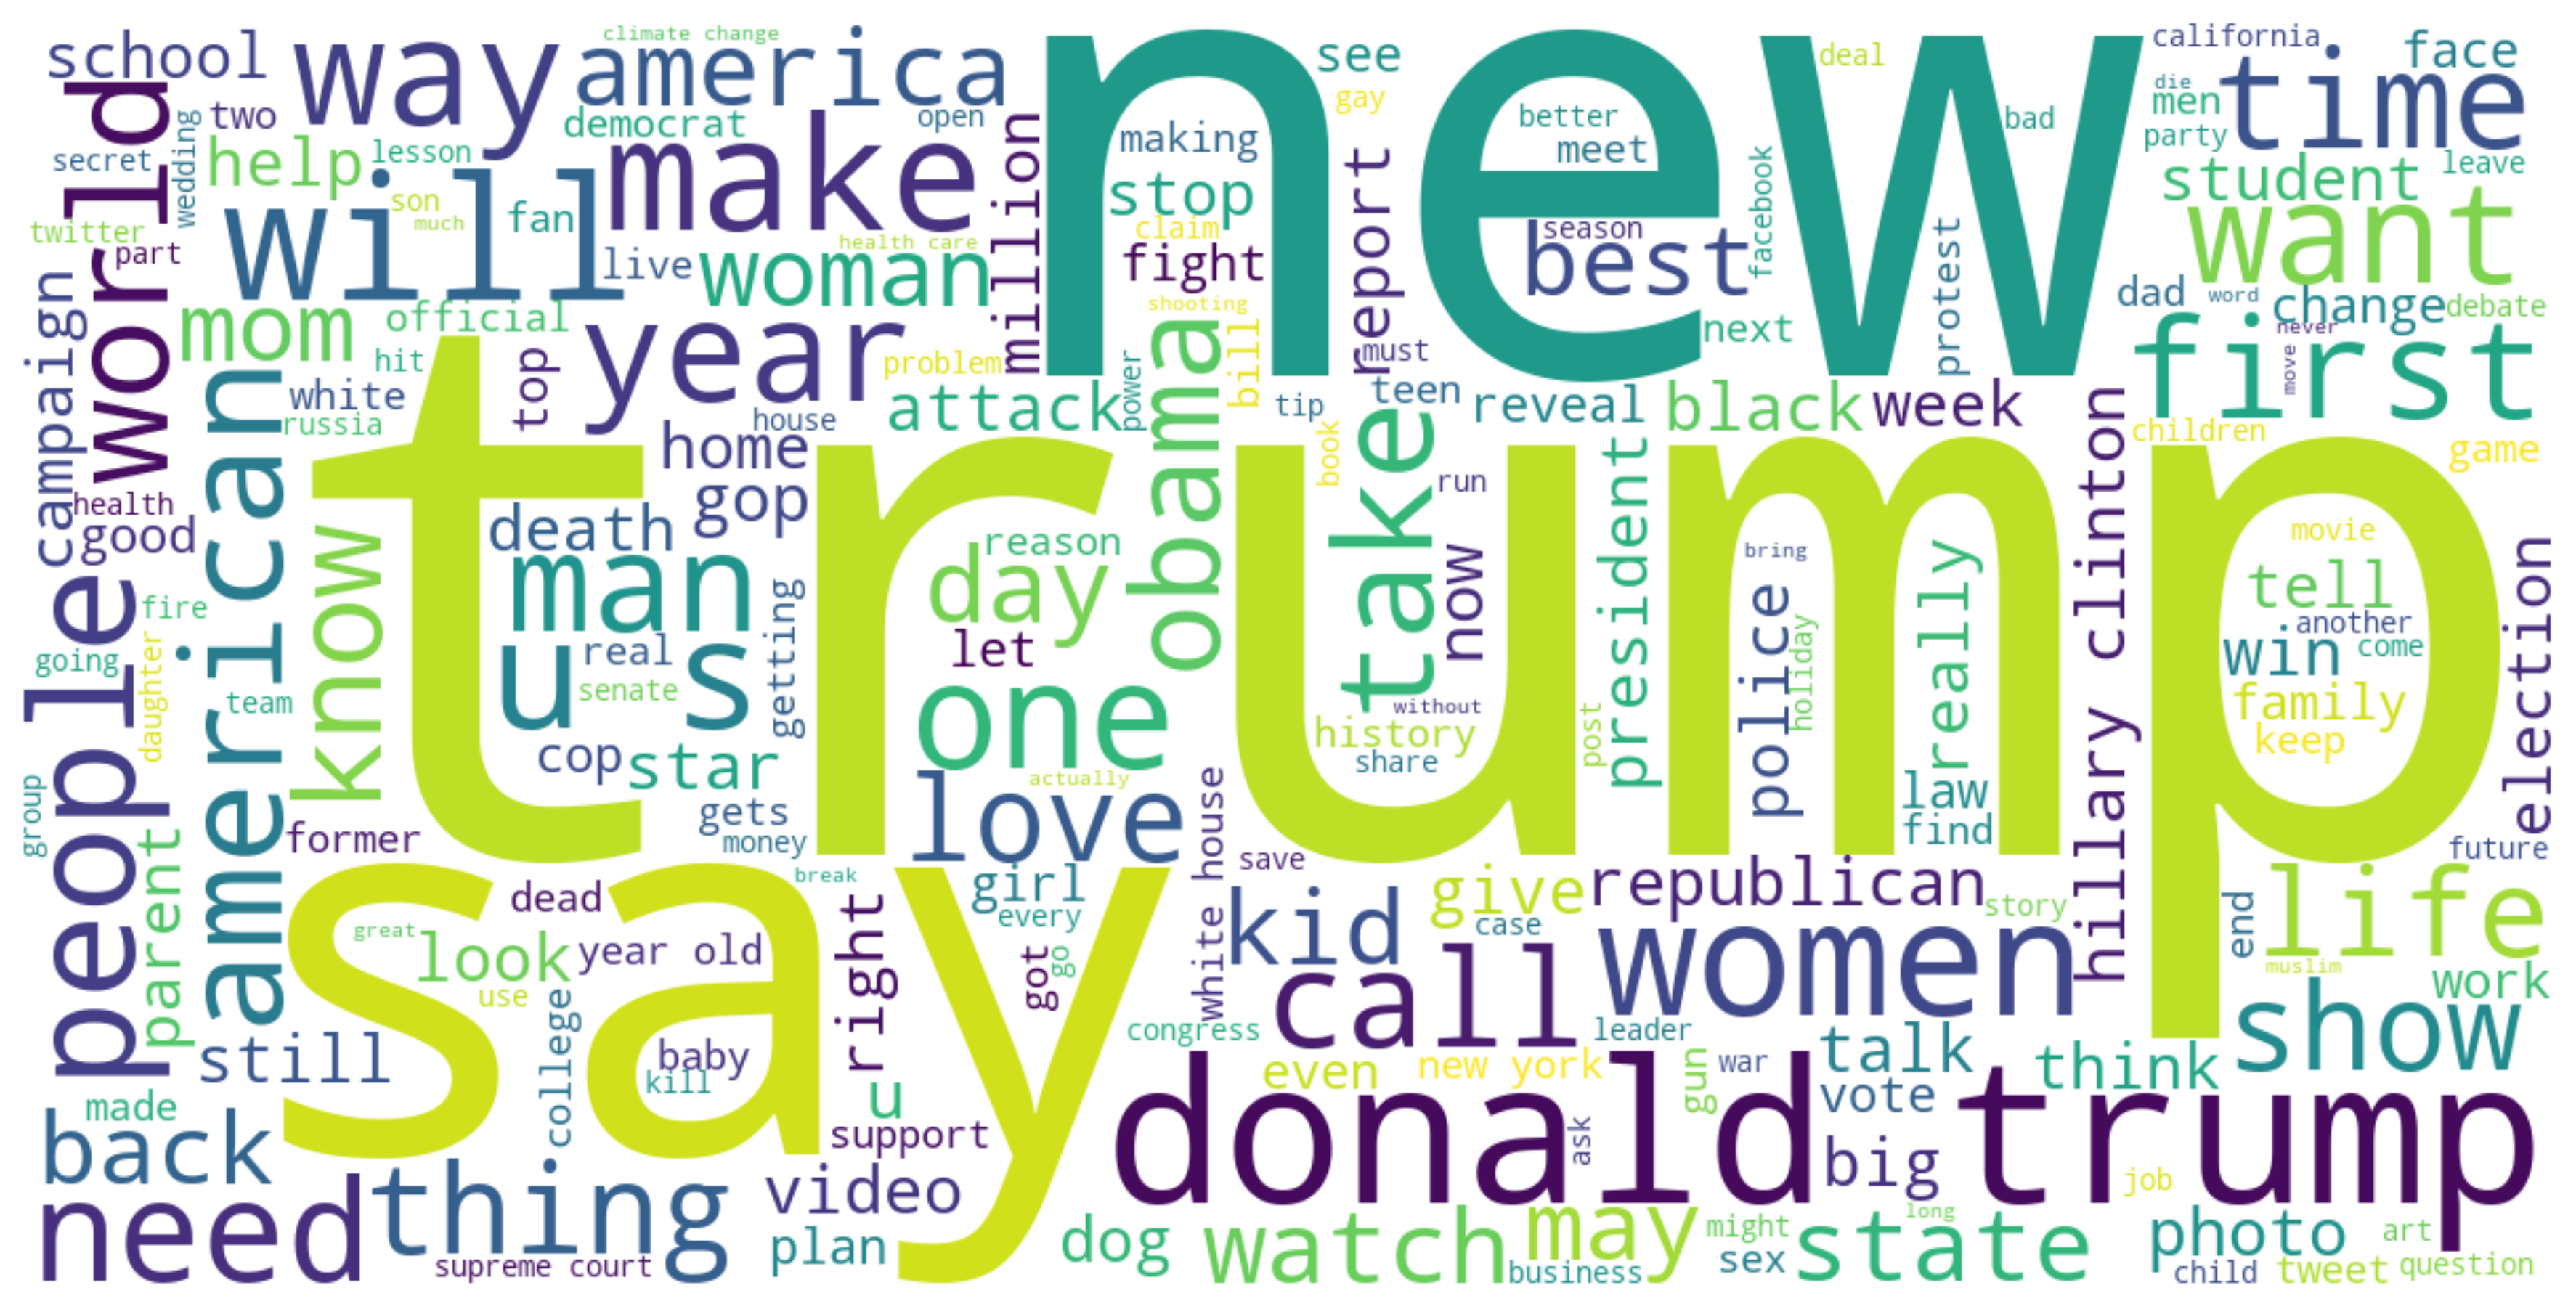 climate change
school
way
america
new
see
deal
california
face
world
two
democrat
open
make
million
gay
making
better
meet
bad
die
men
party
time
secret
wedding
help
lesson
will
son
much
fan
stop
report
facebook
student
leave
twitter
part
health care
live
woman
claim
fight
season
best
protest
want
campaign
mom
official
shooting
dad
word
change
debate
never
hit
top
year
problem
power
obama
bill
must
next
first
move
white
russia
house
attack
tip
teen
reveal
black
week
children
game
american
trump
home
gop
book
take
run
president
hillary clinton
health
good
know
death
man
reason
day
now
bring
police
really
movie
tell
election
people
fire
going
daughter
team
us
real
senate
getting
let
one
without
history
share
post
holiday
another
win
come
family
keep
group
parent
former
cop
star
gets
money
actually
love
white house
save
law
find
future
say
dead
break
girl
every
kid
give
case
republican
story
end
life
great
look
year old
use
right
got
go
call
women
muslim
work
still
college
baby
kill
congress
leader
show
made
u
even
new york
gun
war
talk
think
back
support
donald trump
vote
ask
big
job
need
thing
video
plan
dog
watch
may
might
long
state
photo
art
supreme court
business
sex
child
tweet
question